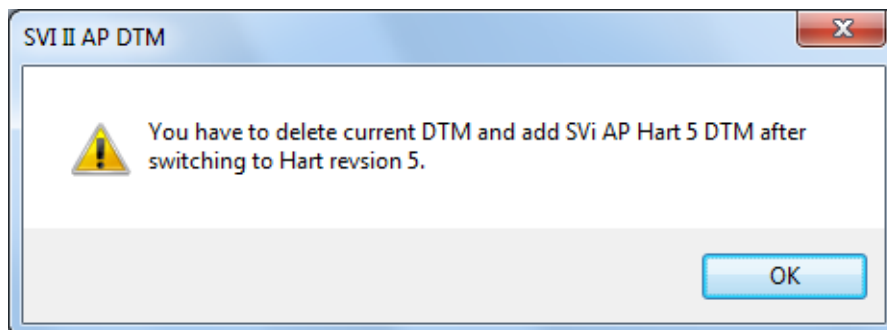 SVI II AP DTM
You have to delete current DTM and add SVi AP Hart 5 DTM after
switching to Hart revsion 5.
OK